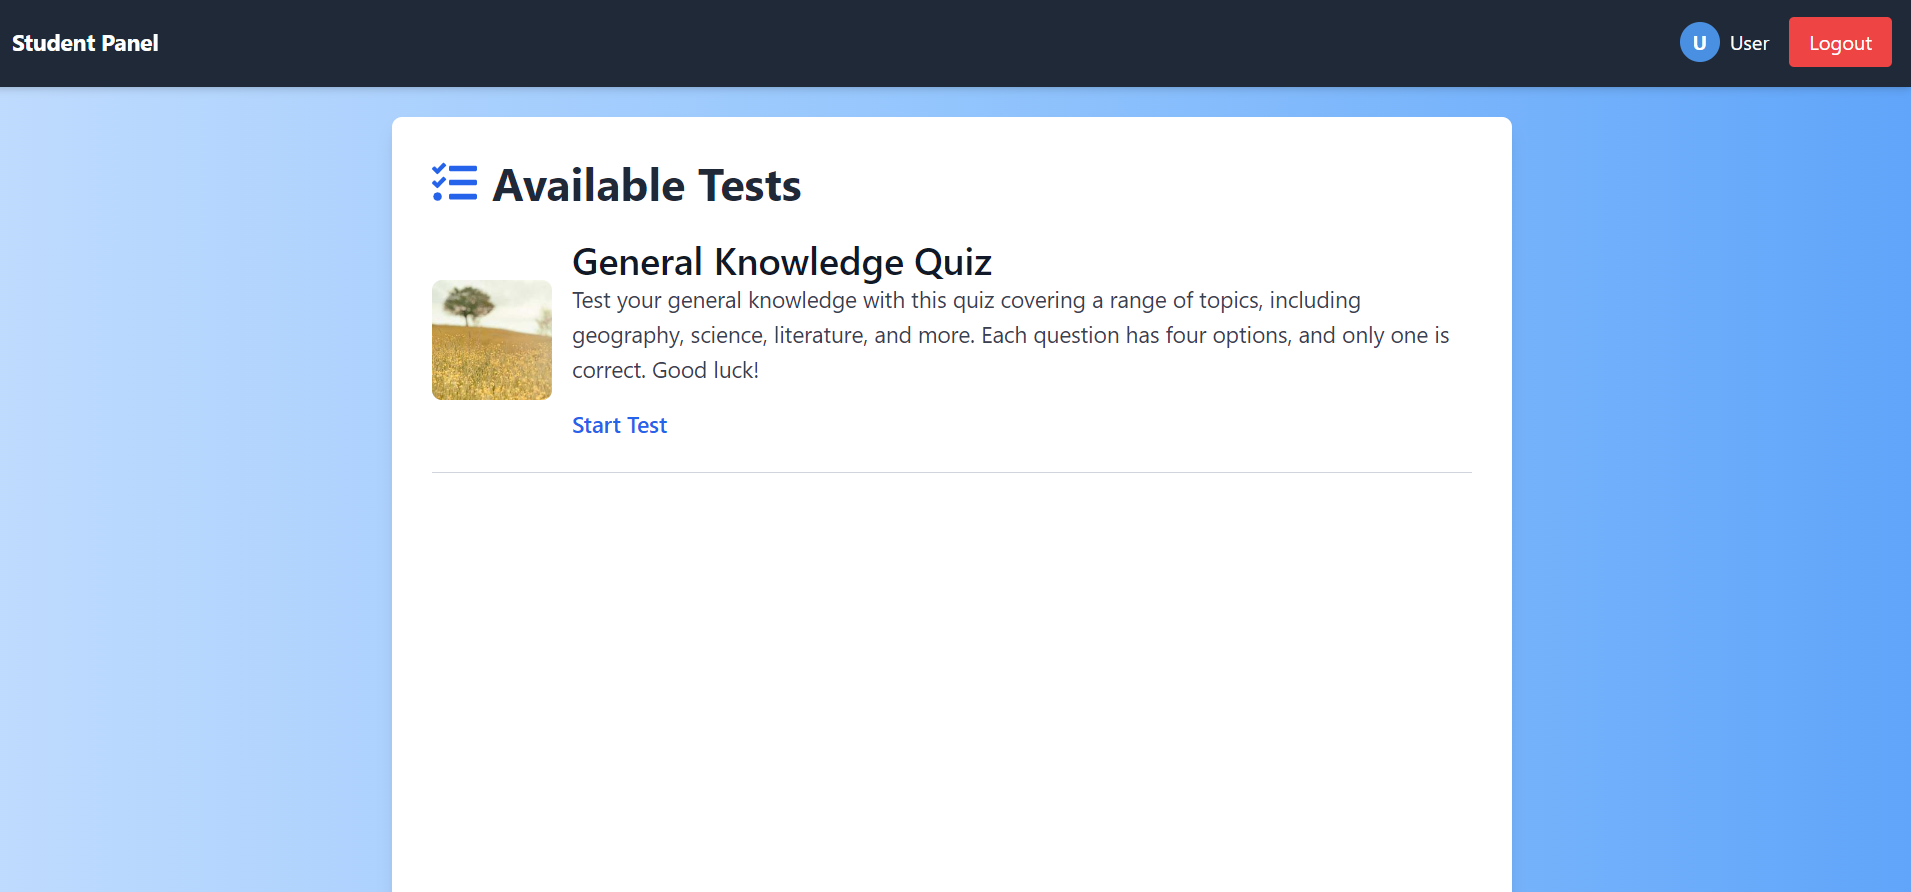 Student Panel
U User Logout
Available Tests
General Knowledge Quiz
Test your general knowledge with this quiz covering a range of topics, including
geography, science, literature, and more. Each question has four options, and only one is
correct. Good luck!
Start Test